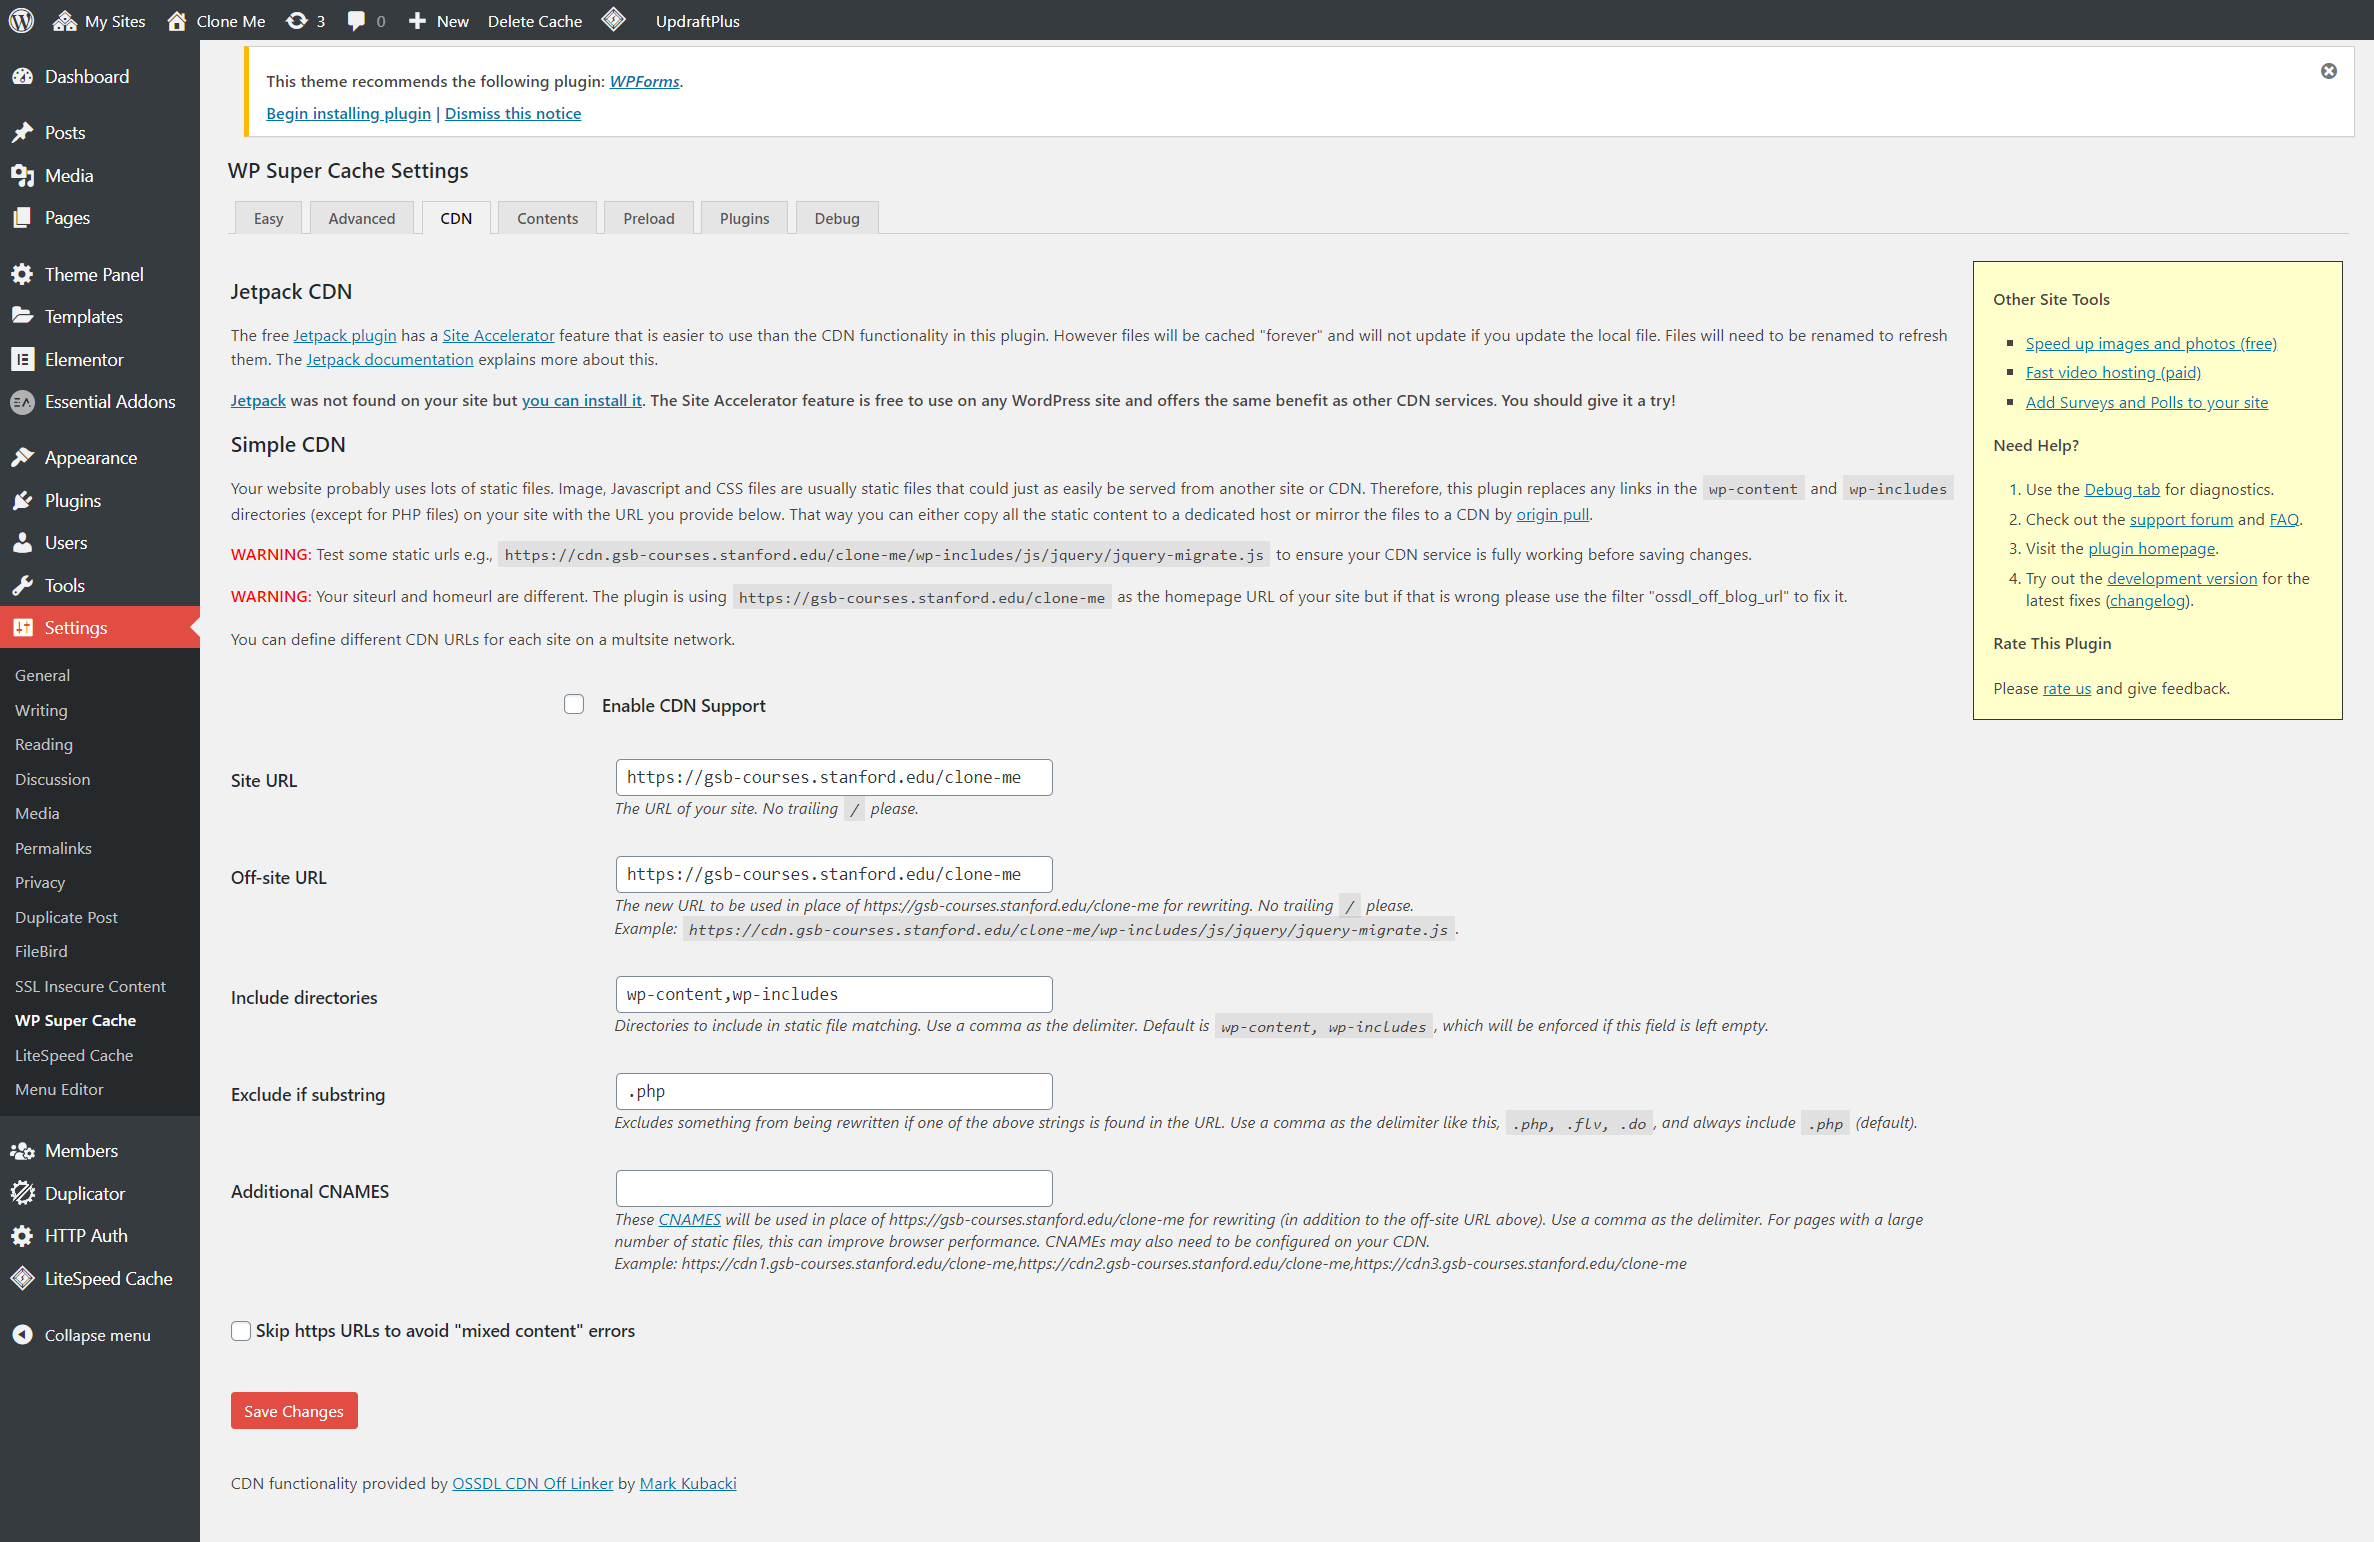 My Sites
Clone Me
3
0
New
Delete Cache
UpdraftPlus
Dashboard
Posts
Media
Pages
Theme Panel
Templates
Elementor
Essential Addons
Appearance
Plugins
Users
Tools
Settings
General
Writing
Reading
Discussion
Media
Permalinks
Privacy
Duplicate Post
FileBird
SSL Insecure Content
WP Super Cache
LiteSpeed Cache
Menu Editor
Members
Duplicator
HTTP Auth
LiteSpeed Cache
Collapse menu
This theme recommends the following plugin: WPForms.
Begin installing plugin | Dismiss this notice
WP Super Cache Settings
Easy
Advanced
CDN
Contents
Preload
Plugins
Debug
Jetpack CDN
The free Jetpack plugin has a Site Accelerator feature that is easier to use than the CDN functionality in this plugin. However files will be cached "forever" and will not update if you update the local file. Files will need to be renamed to refresh
them. The Jetpack documentation explains more about this.
Jetpack was not found on your site but you can install it. The Site Accelerator feature is free to use on any WordPress site and offers the same benefit as other CDN services. You should give it a try!
Simple CDN
Your website probably uses lots of static files. Image, Javascript and CSS files are usually static files that could just as easily be served from another site or CDN. Therefore, this plugin replaces any links in the wp-content and wp-includes
directories (except for PHP files) on your site with the URL you provide below. That way you can either copy all the static content to a dedicated host or mirror the files to a CDN by origin pull.
WARNING: Test some static urls e.g., https://cdn.gsb-courses.stanford.edu/clone-me/wp-includes/js/jquery/jquery-migrate.js to ensure your CDN service is fully working before saving changes.
WARNING: Your siteurl and homeurl are different. The plugin is using https://gsb-courses.stanford.edu/clone-me as the homepage URL of your site but if that is wrong please use the filter "ossdl_off_blog_url" to fix it.
You can define different CDN URLs for each site on a multsite network.
Enable CDN Support
Site URL
https://gsb-courses.stanford.edu/clone-me
The URL of your site. No trailing / please.
Off-site URL
https://gsb-courses.stanford.edu/clone-me
The new URL to be used in place of https://gsb-courses.stanford.edu/clone-me for rewriting. No trailing / please.
Example: https://cdn.gsb-courses.stanford.edu/clone-me/wp-includes/js/jquery/jquery-migrate.js.
Include directories
wp-content,wp-includes
Directories to include in static file matching. Use a comma as the delimiter. Default is wp-content, wp-includes, which will be enforced if this field is left empty.
Exclude if substring
.php
Excludes something from being rewritten if one of the above strings is found in the URL. Use a comma as the delimiter like this, .php, .flv, .do, and always include .php (default).
Additional CNAMES
These CNAMES will be used in place of https://gsb-courses.stanford.edu/clone-me for rewriting (in addition to the off-site URL above). Use a comma as the delimiter. For pages with a large
number of static files, this can improve browser performance. CNAMEs may also need to be configured on your CDN.
Example: https://cdn1.gsb-courses.stanford.edu/clone-me,https://cdn2.gsb-courses.stanford.edu/clone-me,https://cdn3.gsb-courses.stanford.edu/clone-me
Skip https URLs to avoid "mixed content" errors
Save Changes
CDN functionality provided by OSSDL CDN Off Linker by Mark Kubacki
Other Site Tools
Speed up images and photos (free)
Fast video hosting (paid)
Add Surveys and Polls to your site
Need Help?
1. Use the Debug tab for diagnostics.
2. Check out the support forum and FAQ.
3. Visit the plugin homepage.
4. Try out the development version for the
latest fixes (changelog).
Rate This Plugin
Please rate us and give feedback.